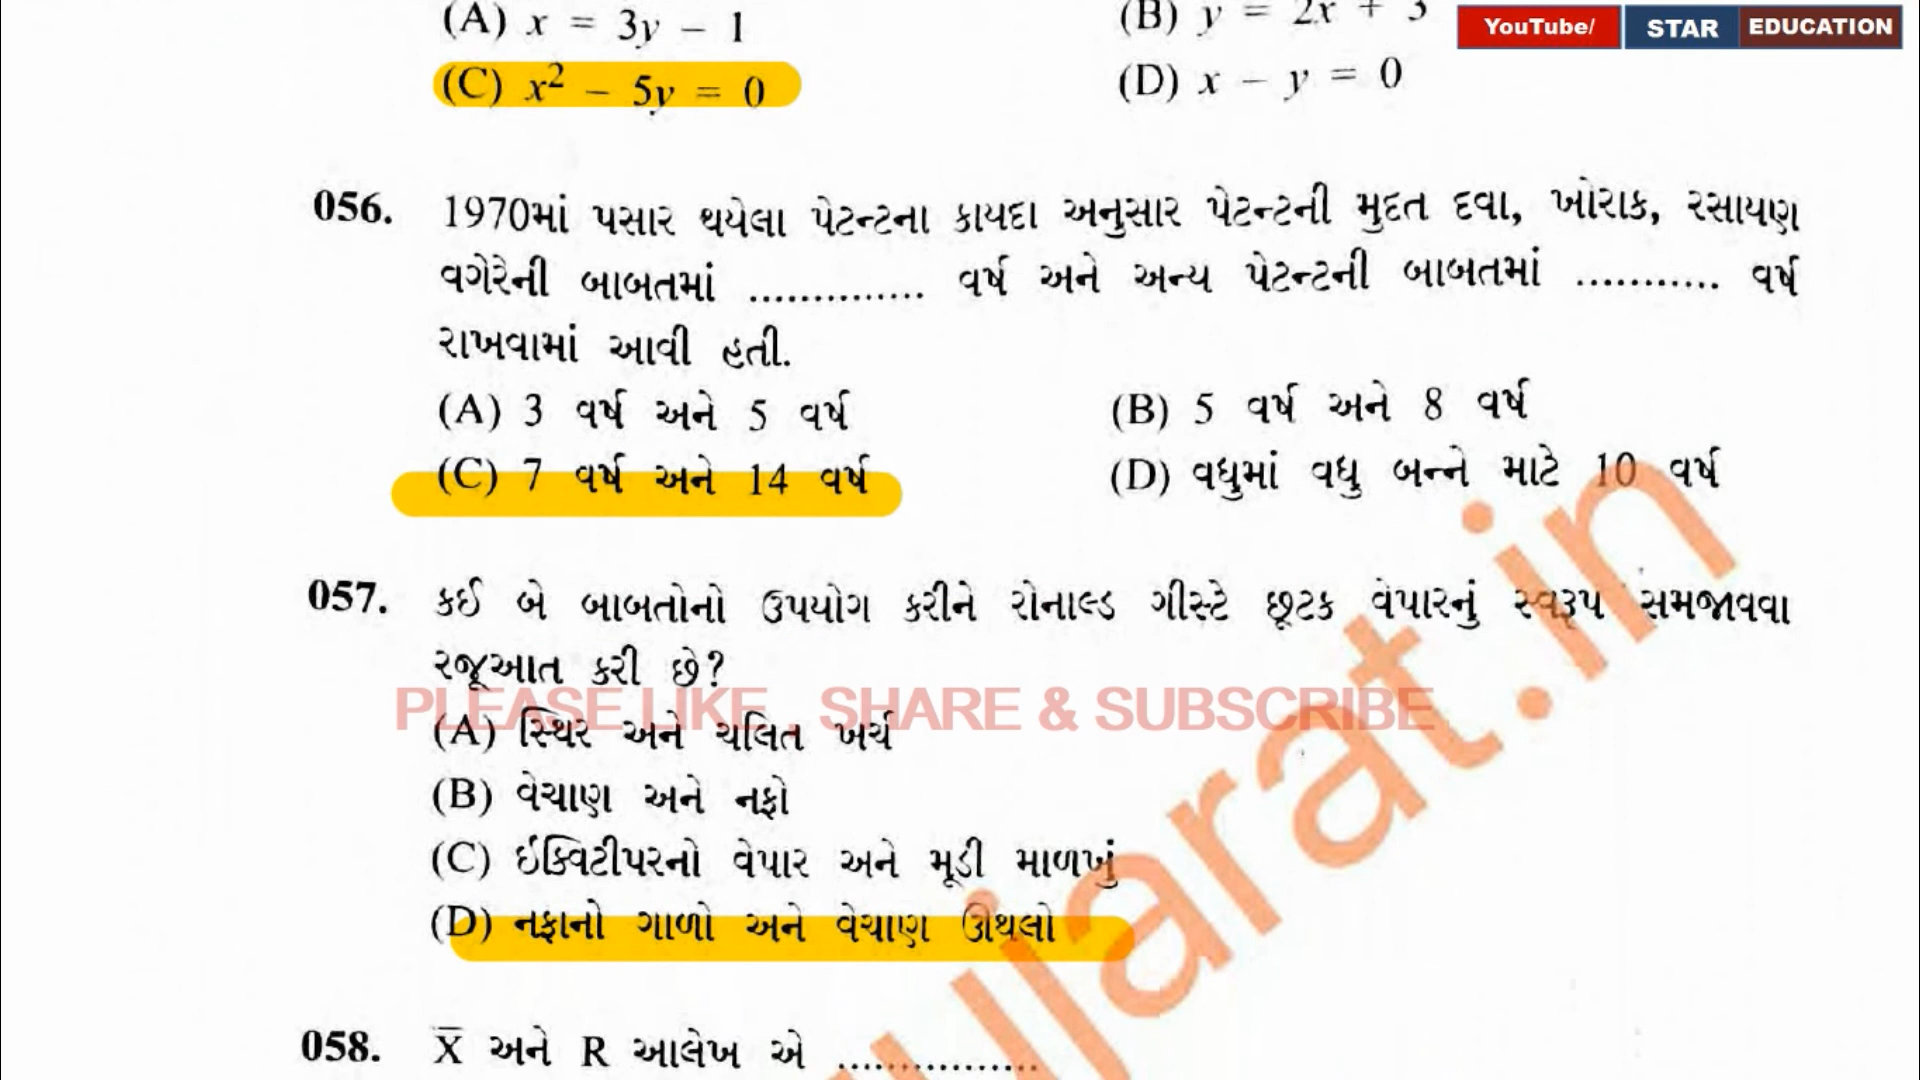 (A) x = 3y – 1
(B) y = 2x + 3
YouTube/ STAR EDUCATION
(C) x² – 5y = 0
(D) x – y = 0
056. 1970માં પસાર થયેલા પેટન્ટના કાયદા અનુસાર પેટન્ટની મુદત દવા, ખોરાક, રસાયણ
વગેરેની બાબતમાં .............. વર્ષ અને અન્ય પેટન્ટની બાબતમાં ........... વર્ષ
રાખવામાં આવી હતી.
(A) 3 વર્ષ અને 5 વર્ષ
(B) 5 વર્ષ અને 8 વર્ષ
(C) 7 વર્ષ અને 14 વર્ષ
(D) વધુમાં વધુ બન્ને માટે 10 વર્ષ
057. કઈ બે બાબતોનો ઉપયોગ કરીને રોનાલ્ડ ગીસ્ટે છૂટક વેપારનું સ્વરૂપ સમજાવવા
રજૂઆત કરી છે?
PLEASE LIKE , SHARE & SUBSCRIBE
(A) સ્થિર અને ચલિત ખર્ચ
(B) વેચાણ અને નફો
(C) ઈક્વિટીપરનો વેપાર અને મૂડી માળખું
(D) નફાનો ગાળો અને વેચાણ ઊથલો
ujarat.in
058. X̅ અને R આલેખ એ ................